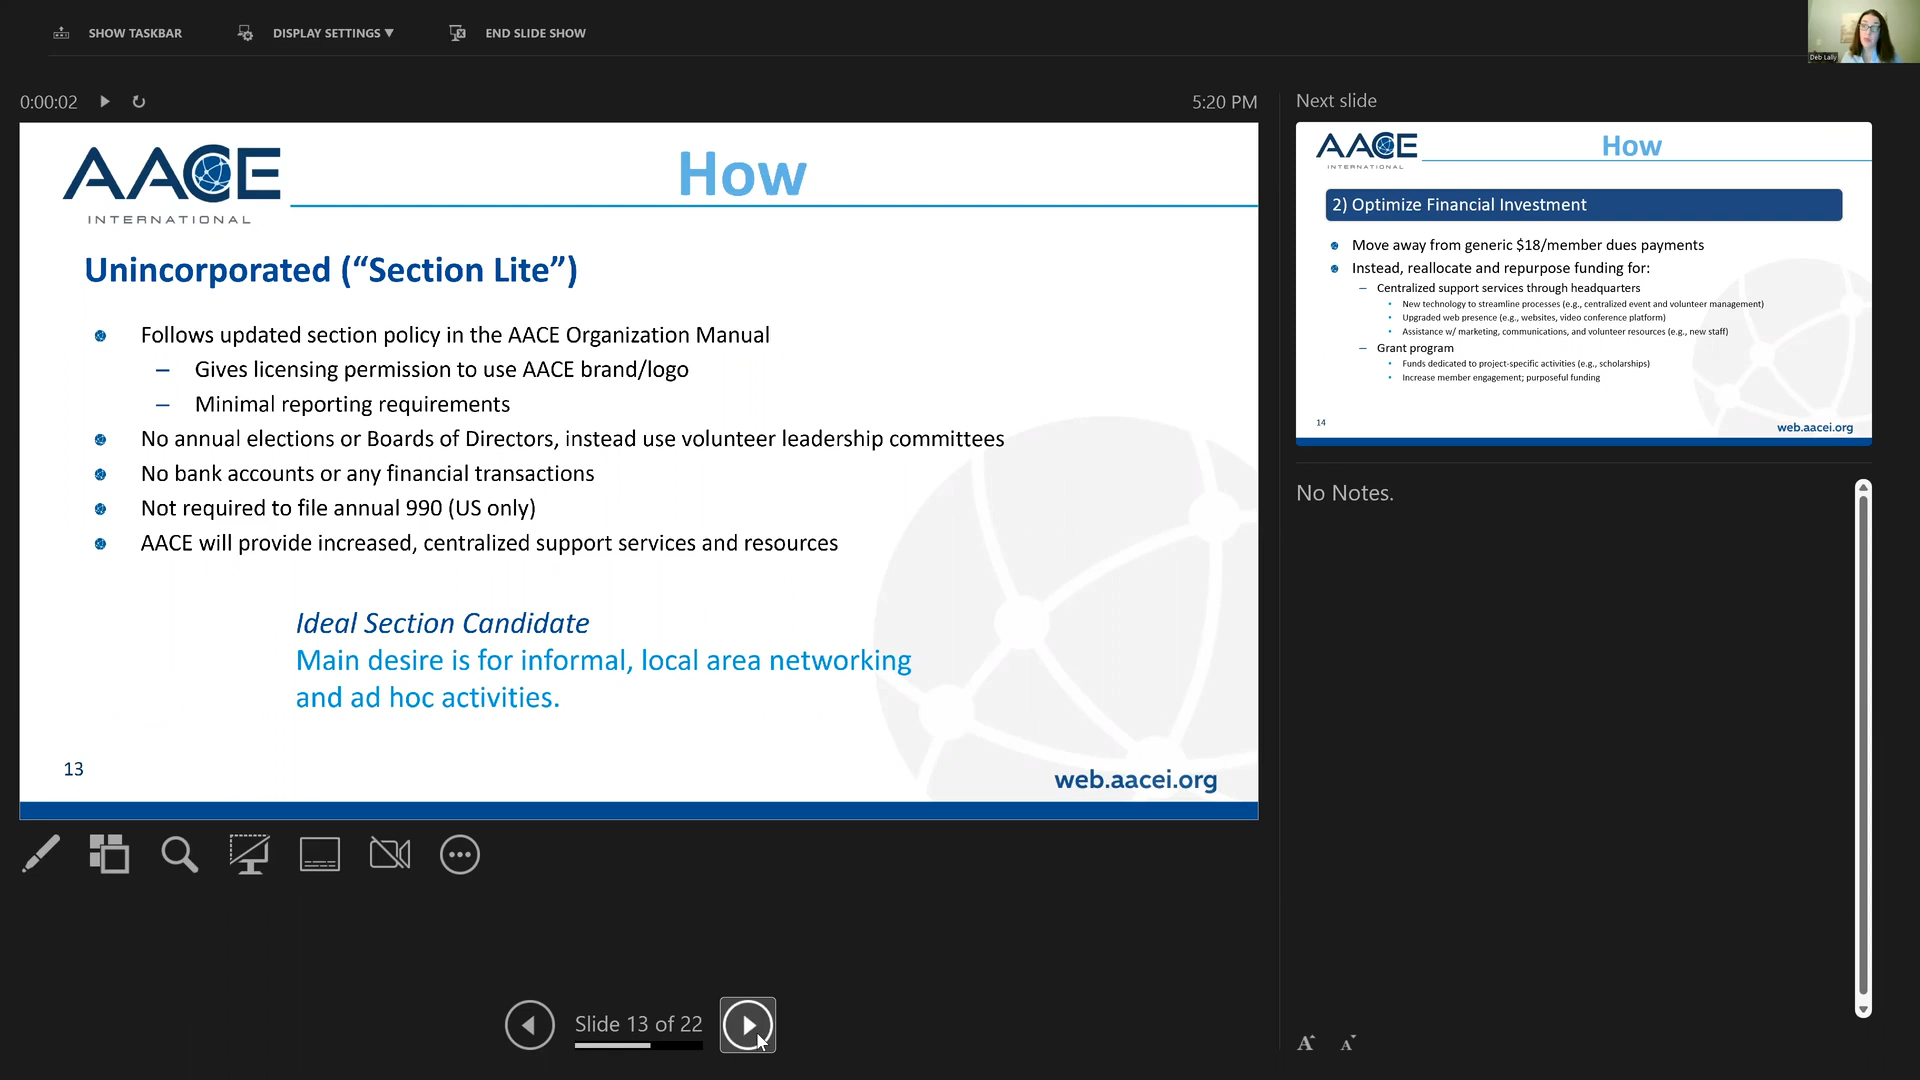 SHOW TASKBAR
DISPLAY SETTINGS ▼
END SLIDE SHOW
Deb Lally
0:00:02
5:20 PM
AACE
INTERNATIONAL
How
Unincorporated (“Section Lite”)
Follows updated section policy in the AACE Organization Manual
– Gives licensing permission to use AACE brand/logo
– Minimal reporting requirements
No annual elections or Boards of Directors, instead use volunteer leadership committees
No bank accounts or any financial transactions
Not required to file annual 990 (US only)
AACE will provide increased, centralized support services and resources
Ideal Section Candidate
Main desire is for informal, local area networking
and ad hoc activities.
13
web.aacei.org
Slide 13 of 22
Next slide
AACE
INTERNATIONAL
How
2) Optimize Financial Investment
Move away from generic $18/member dues payments
Instead, reallocate and repurpose funding for:
– Centralized support services through headquarters
• New technology to streamline processes (e.g., centralized event and volunteer management)
• Upgraded web presence (e.g., websites, video conference platform)
• Assistance w/ marketing, communications, and volunteer resources (e.g., new staff)
– Grant program
• Funds dedicated to project-specific activities (e.g., scholarships)
• Increase member engagement; purposeful funding
14
web.aacei.org
No Notes.
A A